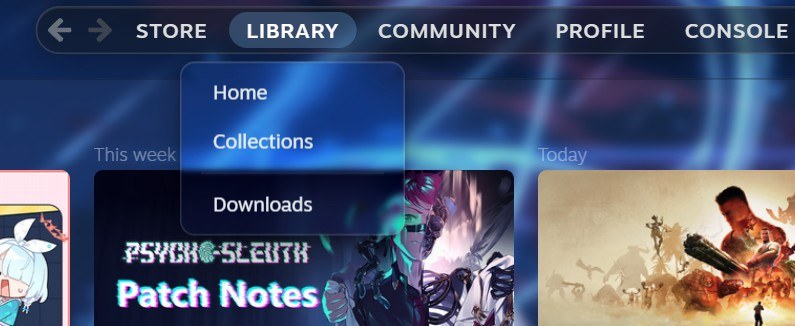 STORE LIBRARY COMMUNITY PROFILE CONSOLE
Home
Collections
Downloads
This week
Today
PSYCHO-SLEUTH
Patch Notes